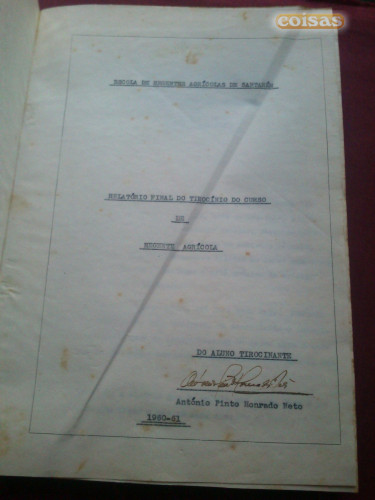 coisas
ESCOLA DE REGENTES AGRÍCOLAS DE SANTARÉM
RELATÓRIO FINAL DO TIROCÍNIO DO CURSO
DE
REGENTE AGRÍCOLA
DO ALUNO TIROCINANTE
António Pinto Hourado Neto
1960-61